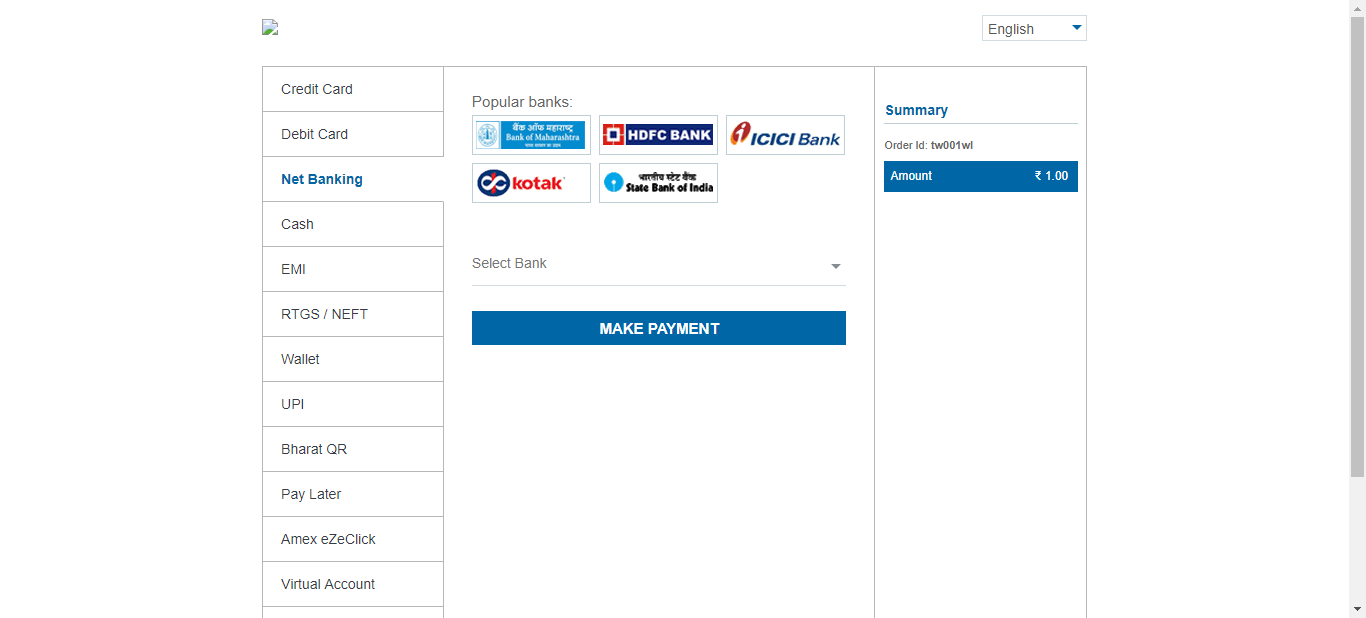 English
Credit Card
Debit Card
Net Banking
Cash
EMI
RTGS / NEFT
Wallet
UPI
Bharat QR
Pay Later
Amex eZeClick
Virtual Account
Popular banks:
बैंक ऑफ महाराष्ट्र
Bank of Maharashtra
HDFC BANK
ICICI Bank
kotak
भारतीय स्टेट बैंक
State Bank of India
Select Bank
MAKE PAYMENT
Summary
Order Id: tw001wl
Amount ₹ 1.00